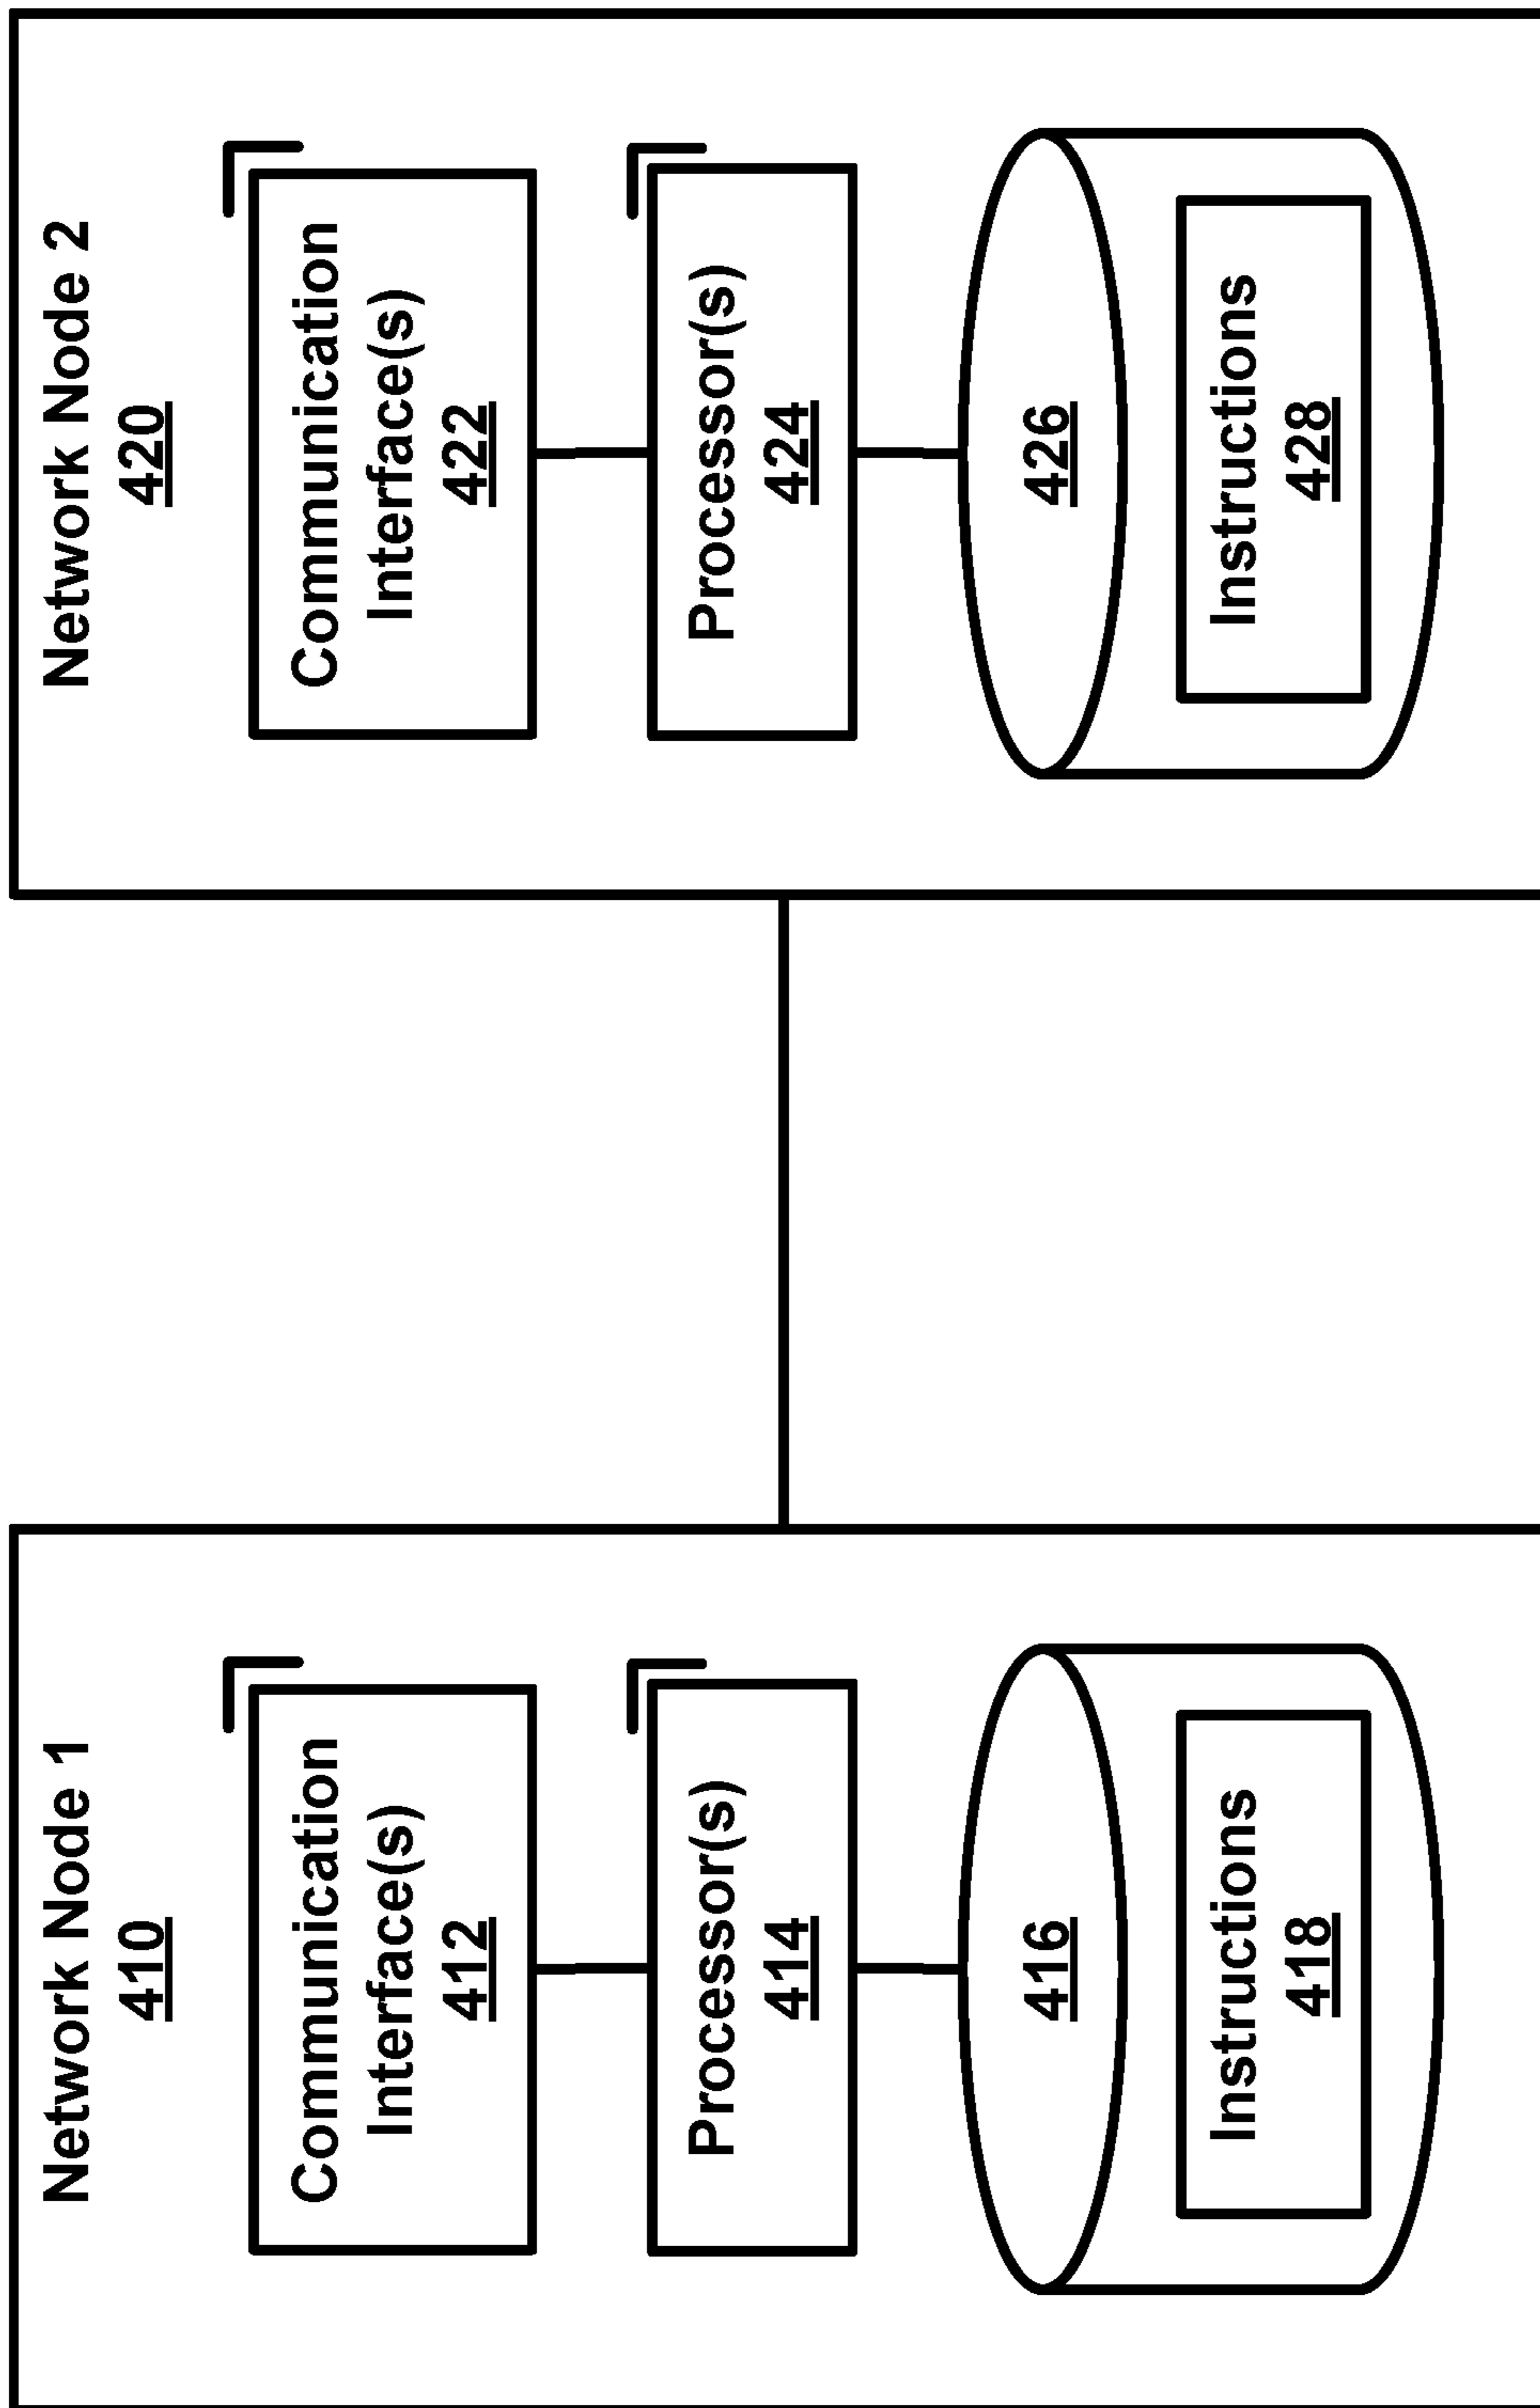 Network Node 1
410
Communication
Interface(s)
412
Processor(s)
414
416
Instructions
418
Network Node 2
420
Communication
Interface(s)
422
Processor(s)
424
426
Instructions
428